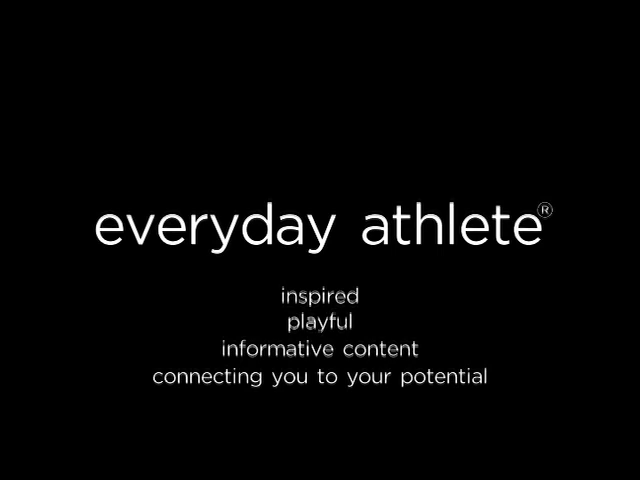 everyday athlete®
inspired
playful
informative content
connecting you to your potential